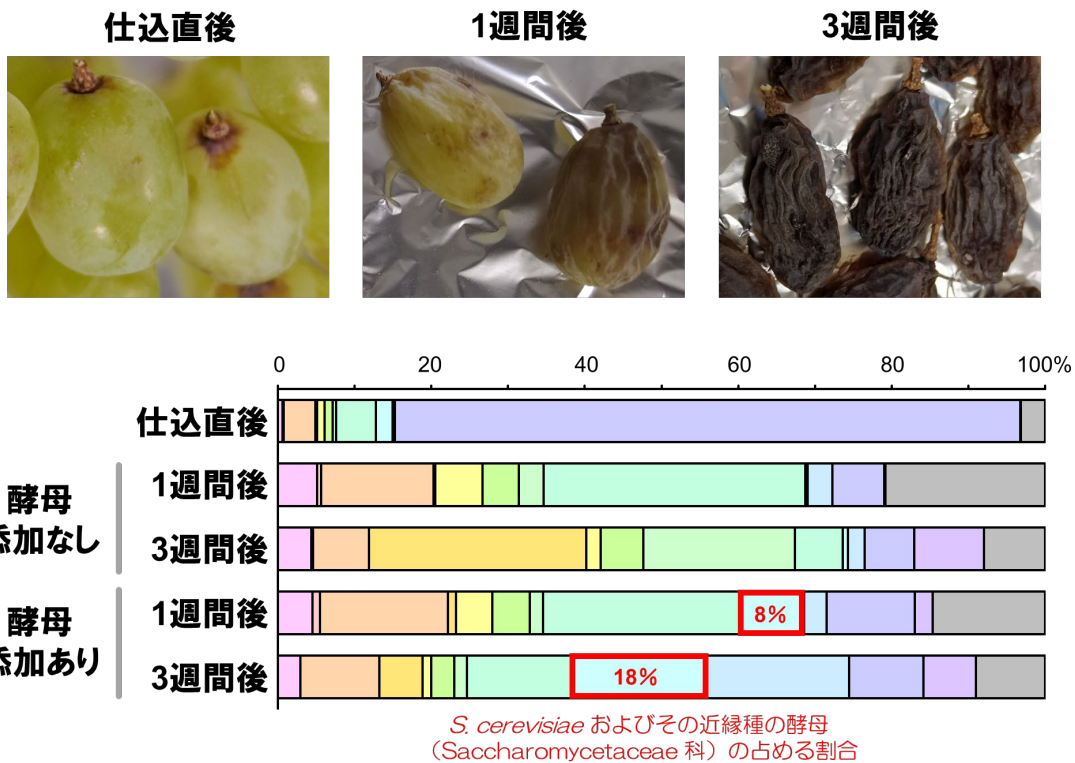 仕込直後 1週間後 3週間後
0 20 40 60 80 100%
仕込直後
酵母
添加なし
1週間後
3週間後
酵母
添加あり
1週間後
8%
3週間後
18%
S. cerevisiae およびその近縁種の酵母
（Saccharomycetaceae 科）の占める割合